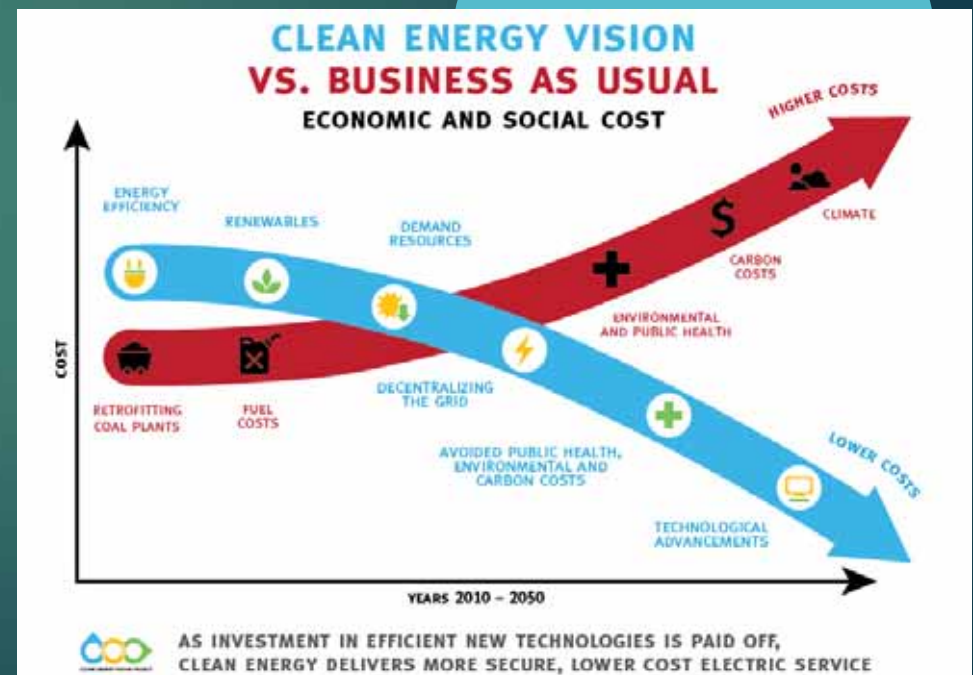 CLEAN ENERGY VISION
VS. BUSINESS AS USUAL
ECONOMIC AND SOCIAL COST
HIGHER COSTS
ENERGY
EFFICIENCY
RENEWABLES
DEMAND
RESOURCES
CLIMATE
$
CARBON
COSTS
ENVIRONMENTAL
AND PUBLIC HEALTH
COST
RETROFITTING
COAL PLANTS
FUEL
COSTS
DECENTRALIZING
THE GRID
AVOIDED PUBLIC HEALTH,
ENVIRONMENTAL AND
CARBON COSTS
LOWER COSTS
TECHNOLOGICAL
ADVANCEMENTS
YEARS 2010 – 2050
AS INVESTMENT IN EFFICIENT NEW TECHNOLOGIES IS PAID OFF,
CLEAN ENERGY DELIVERS MORE SECURE, LOWER COST ELECTRIC SERVICE